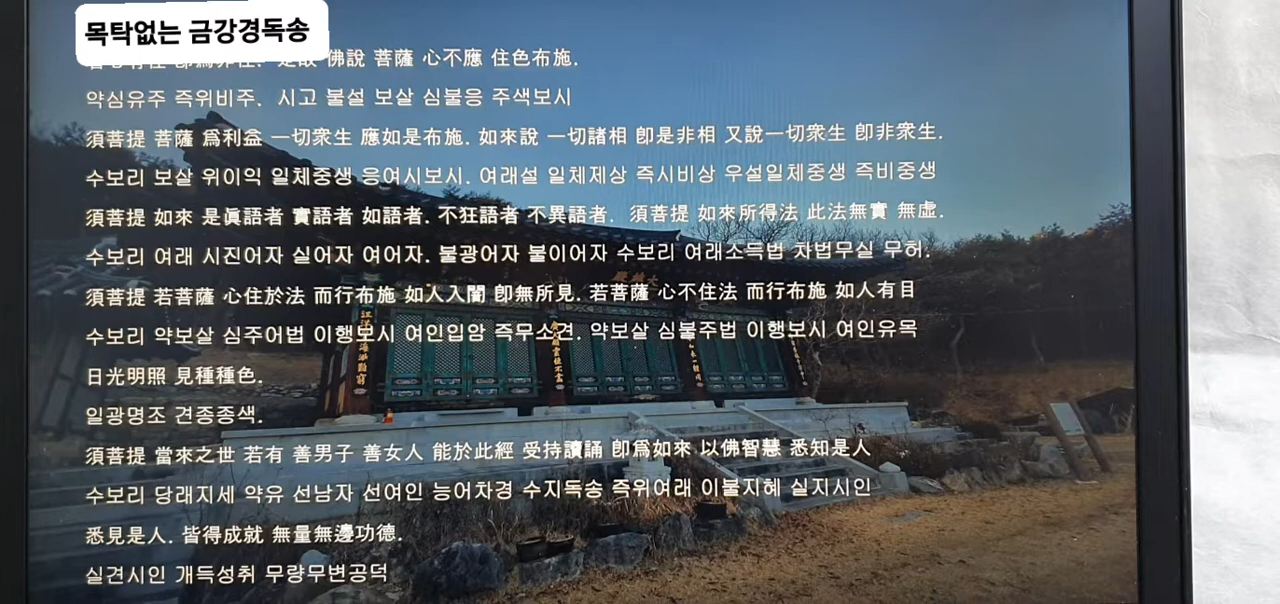 목탁없는 금강경독송
佛說 菩薩 心不應 住色布施.
약심유주 즉위비주. 시고 불설 보살 심불응 주색보시
須菩提 菩薩 爲利益 一切衆生 應如是布施. 如來說 一切諸相 卽是非相 又說一切衆生 卽非衆生.
수보리 보살 위이익 일체중생 응여시보시. 여래설 일체제상 즉시비상 우설일체중생 즉비중생
須菩提 如來 是眞語者 實語者 如語者. 不狂語者 不異語者. 須菩提 如來所得法 此法無實 無虛.
수보리 여래 시진어자 실어자 여어자. 불광어자 불이어자 수보리 여래소득법 차법무실 무허.
須菩提 若菩薩 心住於法 而行布施 如人入闇 卽無所見. 若菩薩 心不住法 而行布施 如人有目
수보리 약보살 심주어법 이행보시 여인입암 즉무소견. 약보살 심불주법 이행보시 여인유목
日光明照 見種種色.
일광명조 견종종색.
須菩提 當來之世 若有 善男子 善女人 能於此經 受持讀誦 卽爲如來 以佛智慧 悉知是人
수보리 당래지세 약유 선남자 선여인 능어차경 수지독송 즉위여래 이불지혜 실지시인
悉見是人. 皆得成就 無量無邊功德.
실견시인 개득성취 무량무변공덕